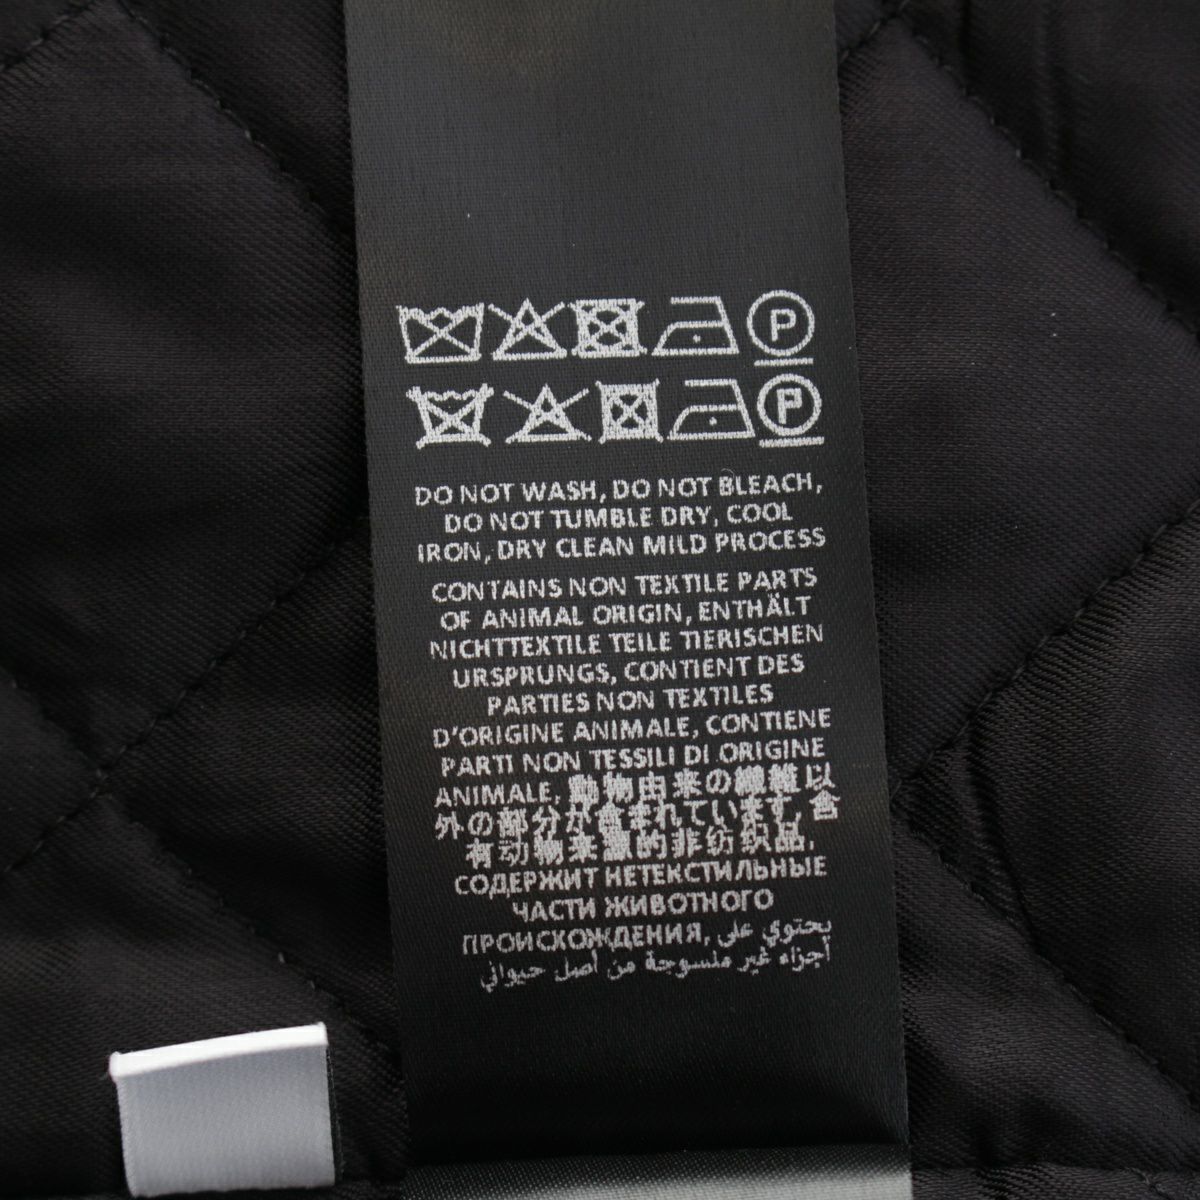 P
P
DO NOT WASH, DO NOT BLEACH,
DO NOT TUMBLE DRY, COOL
IRON, DRY CLEAN MILD PROCESS
CONTAINS NON TEXTILE PARTS
OF ANIMAL ORIGIN, ENTHÄLT
NICHTTEXTILE TEILE TIERISCHEN
URSPRUNGS, CONTIENT DES
PARTIES NON TEXTILES
D'ORIGINE ANIMALE, CONTIENE
PARTI NON TESSILI DI ORIGINE
ANIMALE, 動物由来の繊維以
外の部分が含まれています, 含
有动物来源的非纺织品,
СОДЕРЖИТ НЕТЕКСТИЛЬНЫЕ
ЧАСТИ ЖИВОТНОГО
ПРОИСХОЖДЕНИЯ, يحتوي على
أجزاء غير منسوجة من أصل حيواني